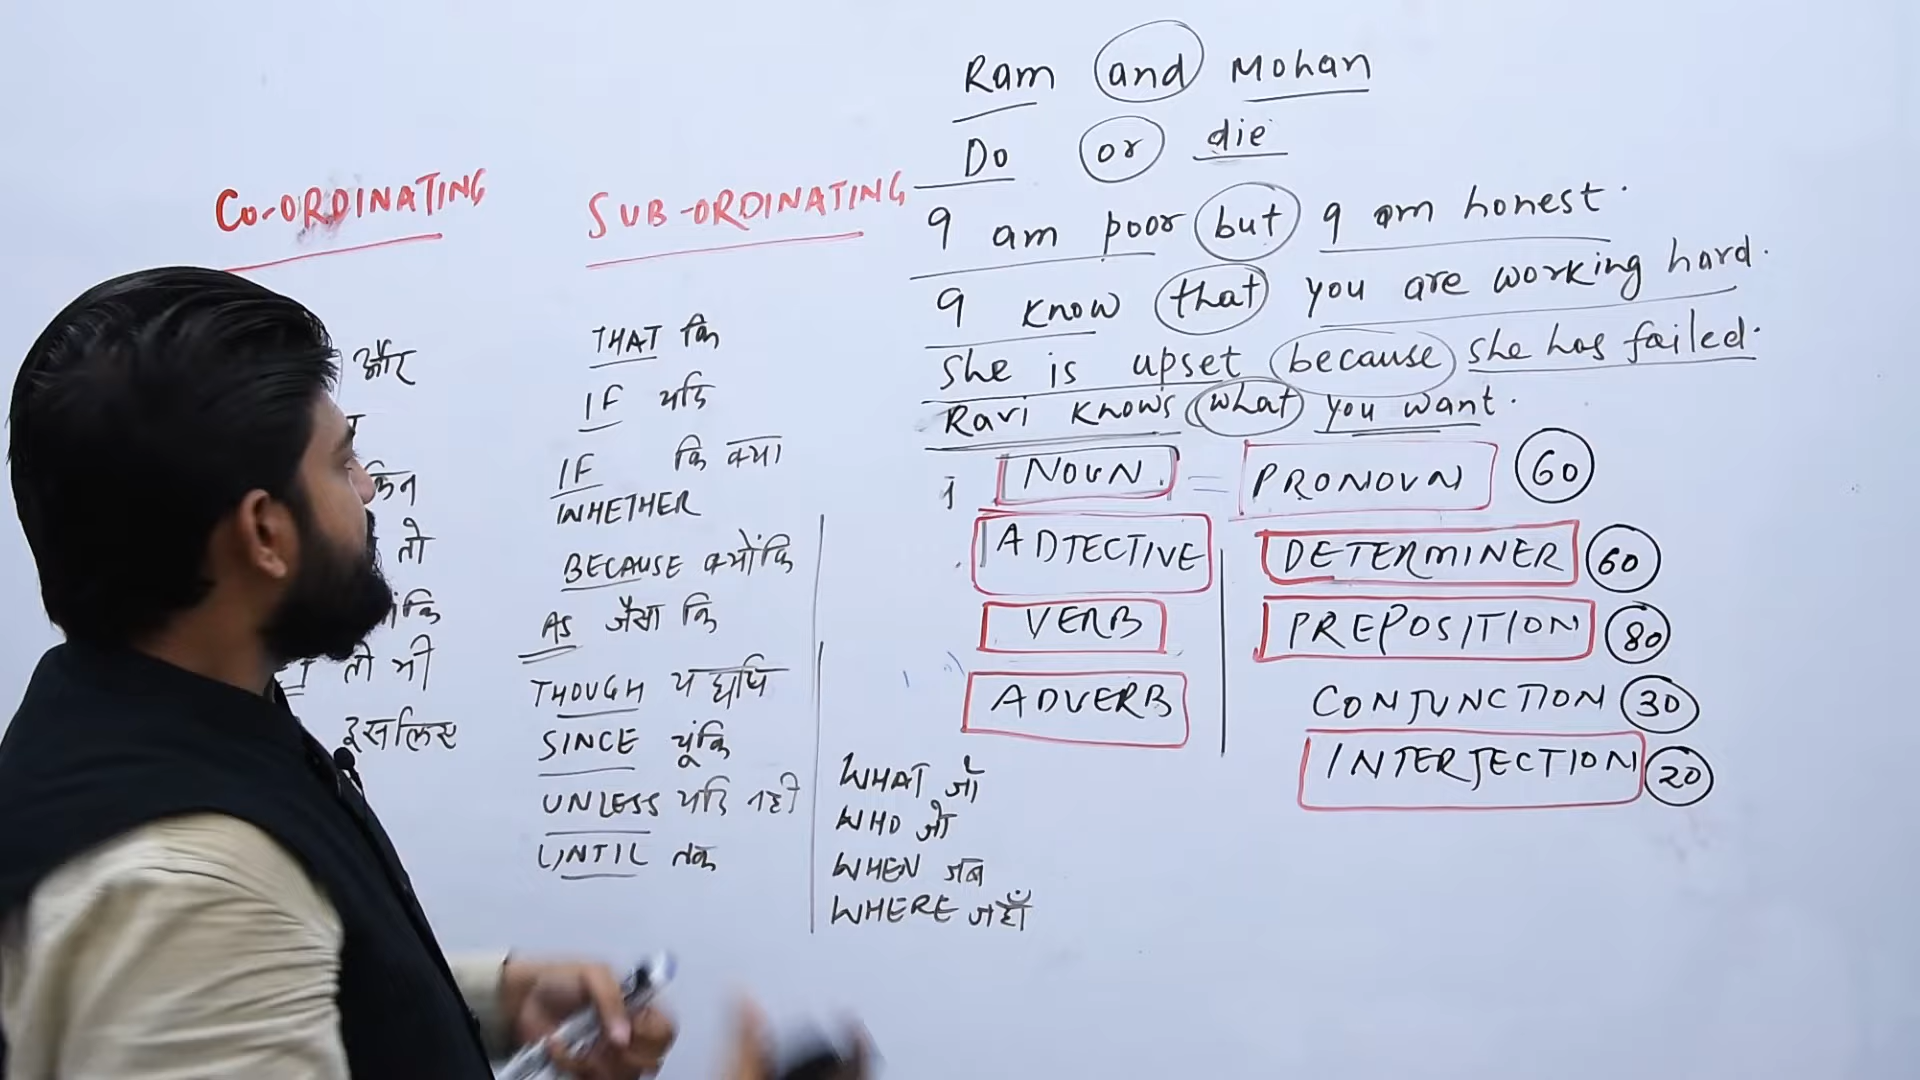 Ram and Mohan
Do or die
I am poor but I am honest.
I know that you are working hard.
She is upset because she has failed.
Ravi knows what you want.
CO-ORDINATING
और
तो
तो भी
इसलिए
SUB-ORDINATING
THAT कि
IF यदि
IF कि क्या
WHETHER
BECAUSE क्योंकि
AS जैसा कि
THOUGH यद्यपि
SINCE चूंकि
UNLESS यदि नहीं
UNTIL तक
WHAT जो
WHO जो
WHEN जब
WHERE जहाँ
NOUN = PRONOUN 60
ADJECTIVE DETERMINER 60
VERB PREPOSITION 80
ADVERB CONJUNCTION 30
INTERJECTION 20